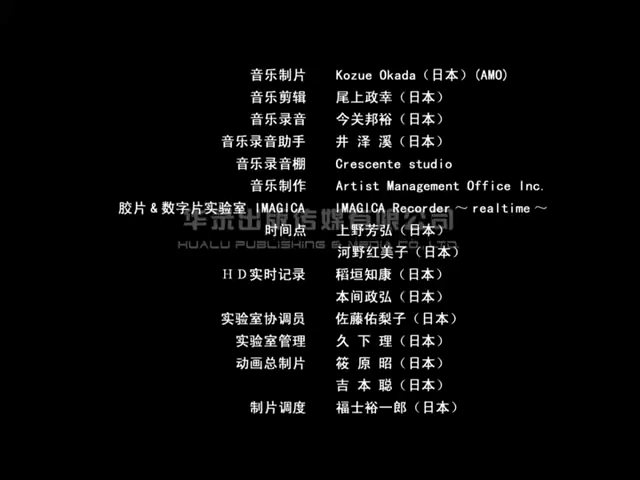 音乐制片 Kozue Okada（日本）(AMO)
音乐剪辑 尾上政幸（日本）
音乐录音 今关邦裕（日本）
音乐录音助手 井 泽 溪（日本）
音乐录音棚 Crescente studio
音乐制作 Artist Management Office Inc.
胶片＆数字片实验室 IMAGICA IMAGICA Recorder～realtime～
华录出版传媒有限公司
时间点 上野芳弘（日本）
HUALU PUBLISHING & MEDIA CO., LTD
河野红美子（日本）
ＨＤ实时记录 稻垣知康（日本）
本间政弘（日本）
实验室协调员 佐藤佑梨子（日本）
实验室管理 久 下 理（日本）
动画总制片 筱 原 昭（日本）
吉 本 聪（日本）
制片调度 福士裕一郎（日本）